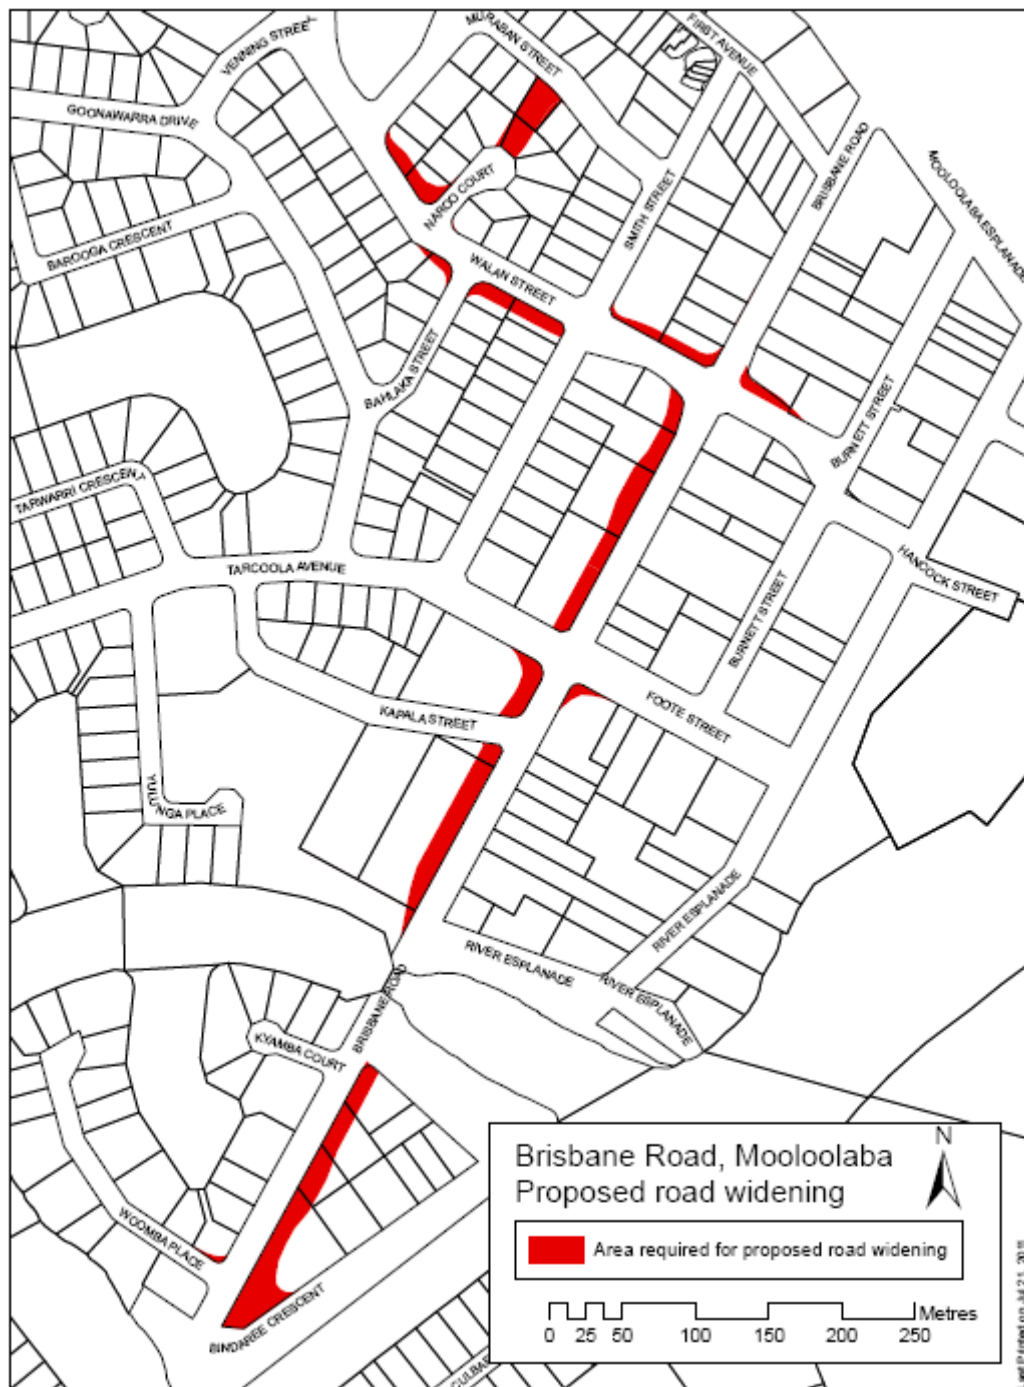 MURABAN STREET
FIRST AVENUE
VENNING STREET
GOONAWARRA DRIVE
BRISBANE ROAD
MOOLOOLABA ESPLANADE
NAROO COURT
SMITH STREET
BAROOGA CRESCENT
WALAN STREET
BAHLAKA STREET
BURNETT STREET
TARWARRI CRESCENT
TARCOOLA AVENUE
HANCOCK STREET
BURNETT STREET
KAPALA STREET
FOOTE STREET
YULUNGA PLACE
RIVER ESPLANADE
RIVER ESPLANADE
RIVER ESPLANADE
BRISBANE ROAD
KYAMBA COURT
WOOMBA PLACE
BINDAREE CRESCENT
Brisbane Road, Mooloolaba
Proposed road widening
N
Area required for proposed road widening
Metres
0 25 50 100 150 200 250